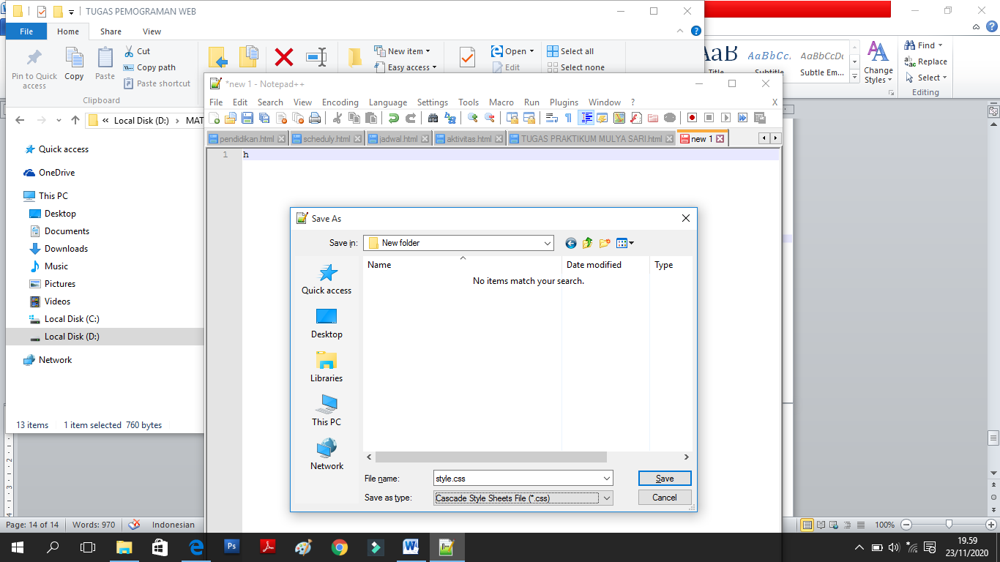 TUGAS PEMOGRAMAN WEB
File Home Share View
Pin to Quick access
Copy
Paste
Cut
Copy path
Paste shortcut
Clipboard
New item
Easy access
Open
Edit
Select all
Select none
Title
AaBbCc.
Subtitle
AaBbCcDc
Subtle Em...
Change Styles
Find
Replace
Select
Editing
« Local Disk (D:) MAT
*new 1 - Notepad++
File Edit Search View Encoding Language Settings Tools Macro Run Plugins Window ? X
pendidikan.html scheduly.html jadwal.html aktivitas.html TUGAS PRAKTIKUM MULYA SARI.html new 1
1 h
Quick access
OneDrive
This PC
Desktop
Documents
Downloads
Music
Pictures
Videos
Local Disk (C:)
Local Disk (D:)
Network
13 items 1 item selected 760 bytes
Save As
Save in: New folder
Name Date modified Type
No items match your search.
Quick access
Desktop
Libraries
This PC
Network
File name: style.css Save
Save as type: Cascade Style Sheets File (*.css) Cancel
Page: 14 of 14 Words: 970 Indonesian 100%
19.59
23/11/2020